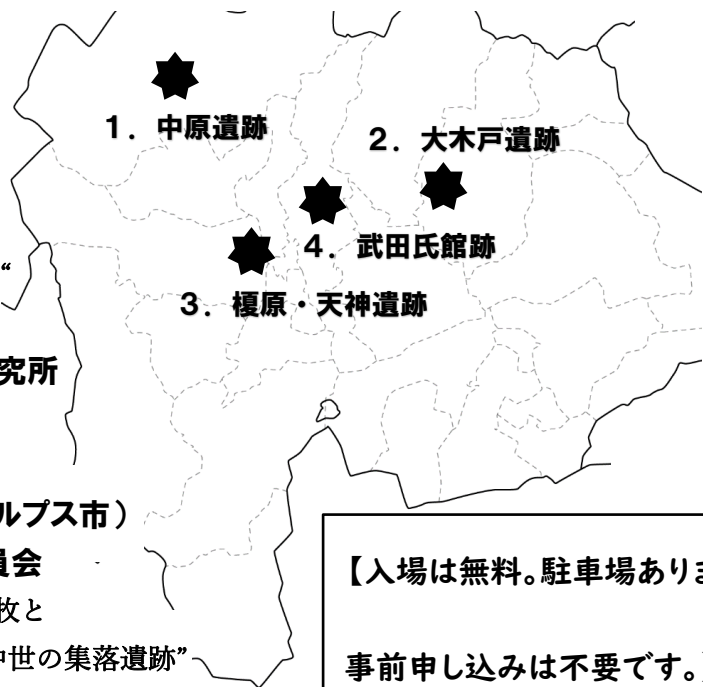 1．中原遺跡
2．大木戸遺跡
4．武田氏館跡
3．榎原・天神遺跡
“
究所
ルプス市）
員会
枚と
中世の集落遺跡”
【入場は無料。駐車場ありま
事前申し込みは不要です。】